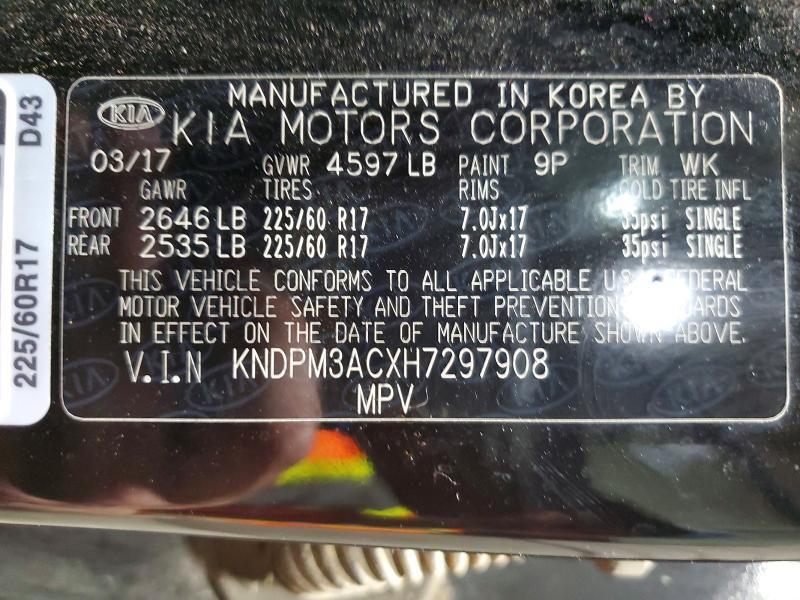 MANUFACTURED IN KOREA BY
KIA KIA MOTORS CORPORATION
03/17 GVWR 4597 LB PAINT 9P TRIM WK
GAWR TIRES RIMS COLD TIRE INFL
FRONT 2646 LB 225/60 R17 7.0Jx17 35psi SINGLE
REAR 2535 LB 225/60 R17 7.0Jx17 35psi SINGLE
THIS VEHICLE CONFORMS TO ALL APPLICABLE U.S. FEDERAL
MOTOR VEHICLE SAFETY AND THEFT PREVENTION STANDARDS
IN EFFECT ON THE DATE OF MANUFACTURE SHOWN ABOVE.
V.I.N KNDPM3ACXH7297908
MPV
225/60R17 D43